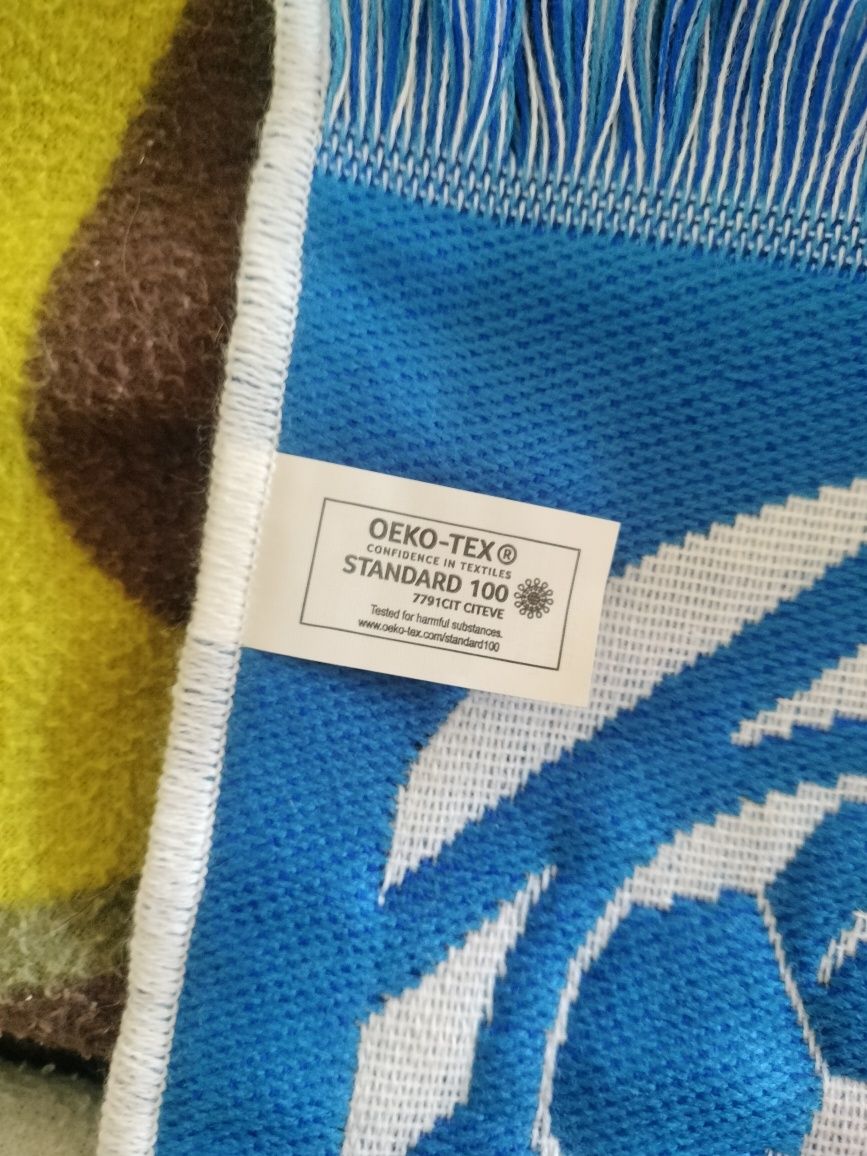 OEKO-TEX®
CONFIDENCE IN TEXTILES
STANDARD 100
7791CIT CITEVE
Tested for harmful substances.
www.oeko-tex.com/standard100